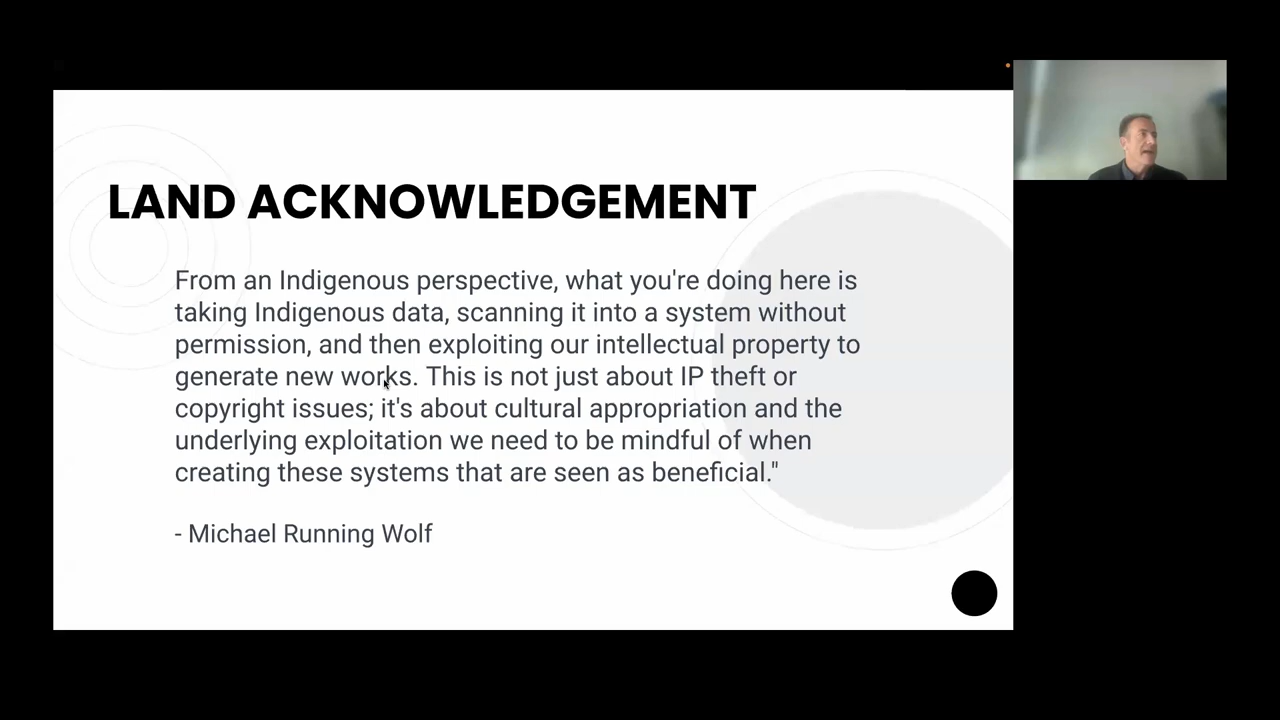 LAND ACKNOWLEDGEMENT
From an Indigenous perspective, what you're doing here is
taking Indigenous data, scanning it into a system without
permission, and then exploiting our intellectual property to
generate new works. This is not just about IP theft or
copyright issues; it's about cultural appropriation and the
underlying exploitation we need to be mindful of when
creating these systems that are seen as beneficial."
- Michael Running Wolf